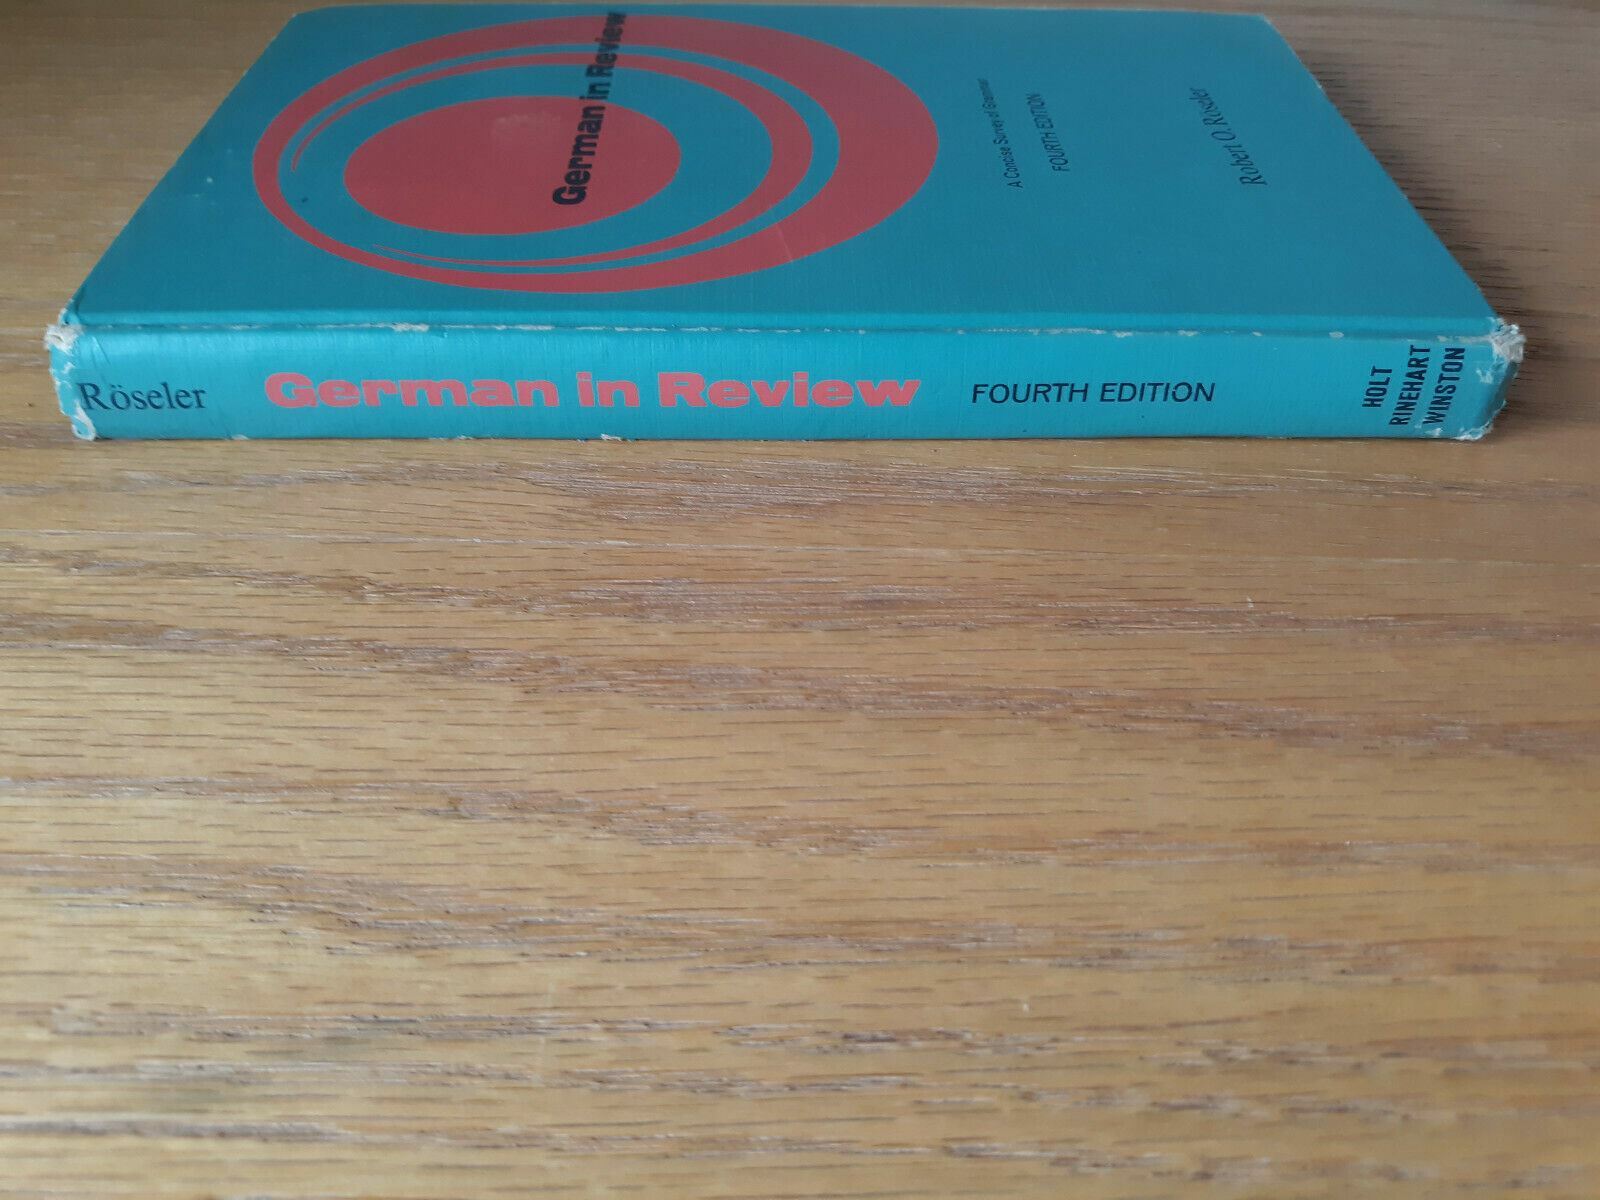 German in Review
A Concise Survey of Grammar
FOURTH EDITION
Robert O. Röseler
Röseler
German in Review
FOURTH EDITION
HOLT
RINEHART
WINSTON